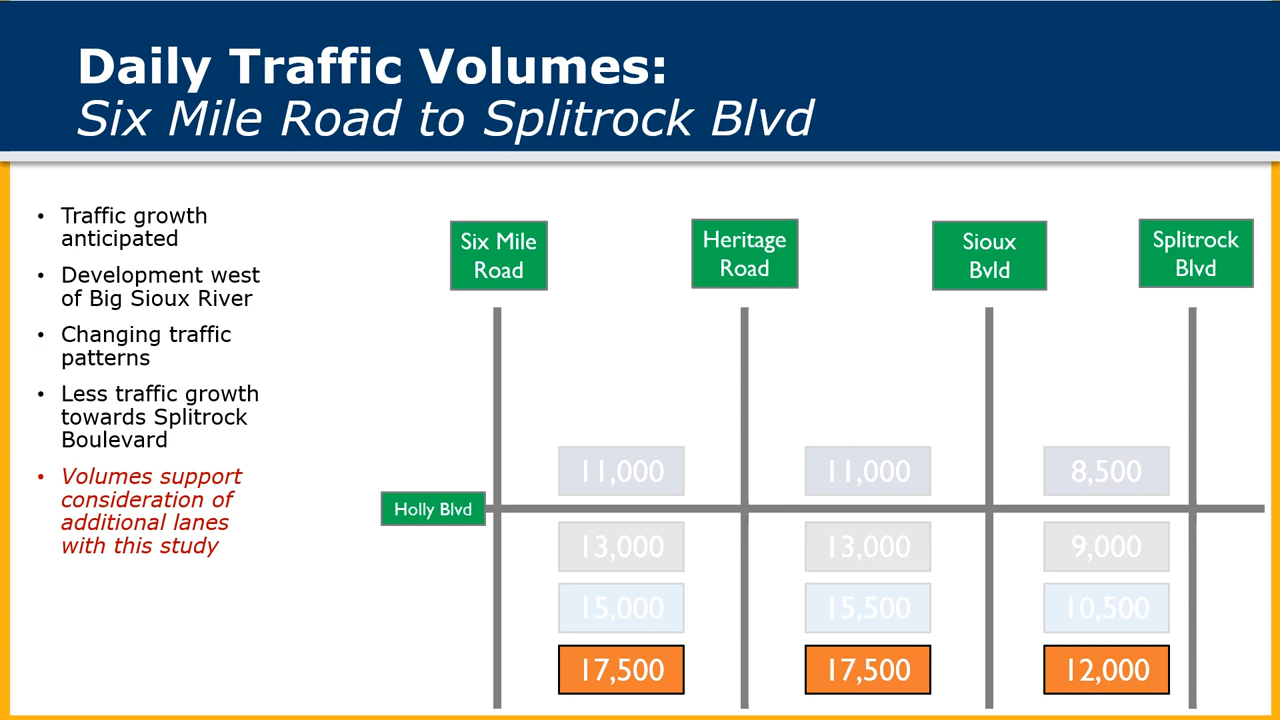 Daily Traffic Volumes:
Six Mile Road to Splitrock Blvd
• Traffic growth
anticipated
• Development west
of Big Sioux River
• Changing traffic
patterns
• Less traffic growth
towards Splitrock
Boulevard
• Volumes support
consideration of
additional lanes
with this study
Six Mile
Road
Heritage
Road
Sioux
Bvld
Splitrock
Blvd
11,000 11,000 8,500
Holly Blvd
13,000 13,000 9,000
15,000 15,500 10,500
17,500 17,500 12,000